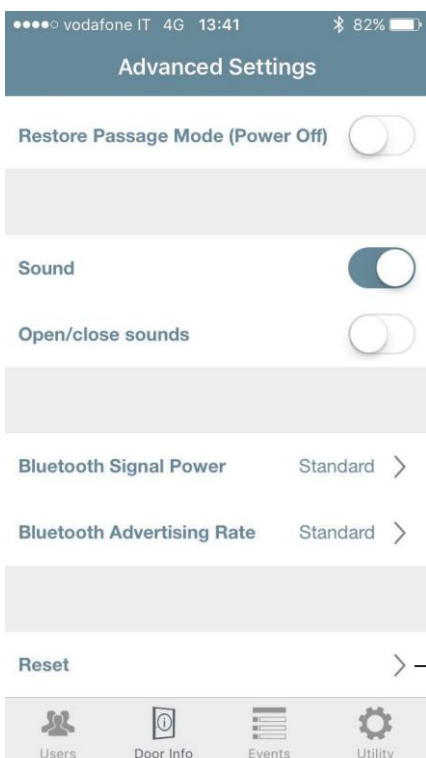 vodafone IT 4G 13:41 82%
Advanced Settings
Restore Passage Mode (Power Off)
Sound
Open/close sounds
Bluetooth Signal Power Standard
Bluetooth Advertising Rate Standard
Reset
Users Door Info Events Utility